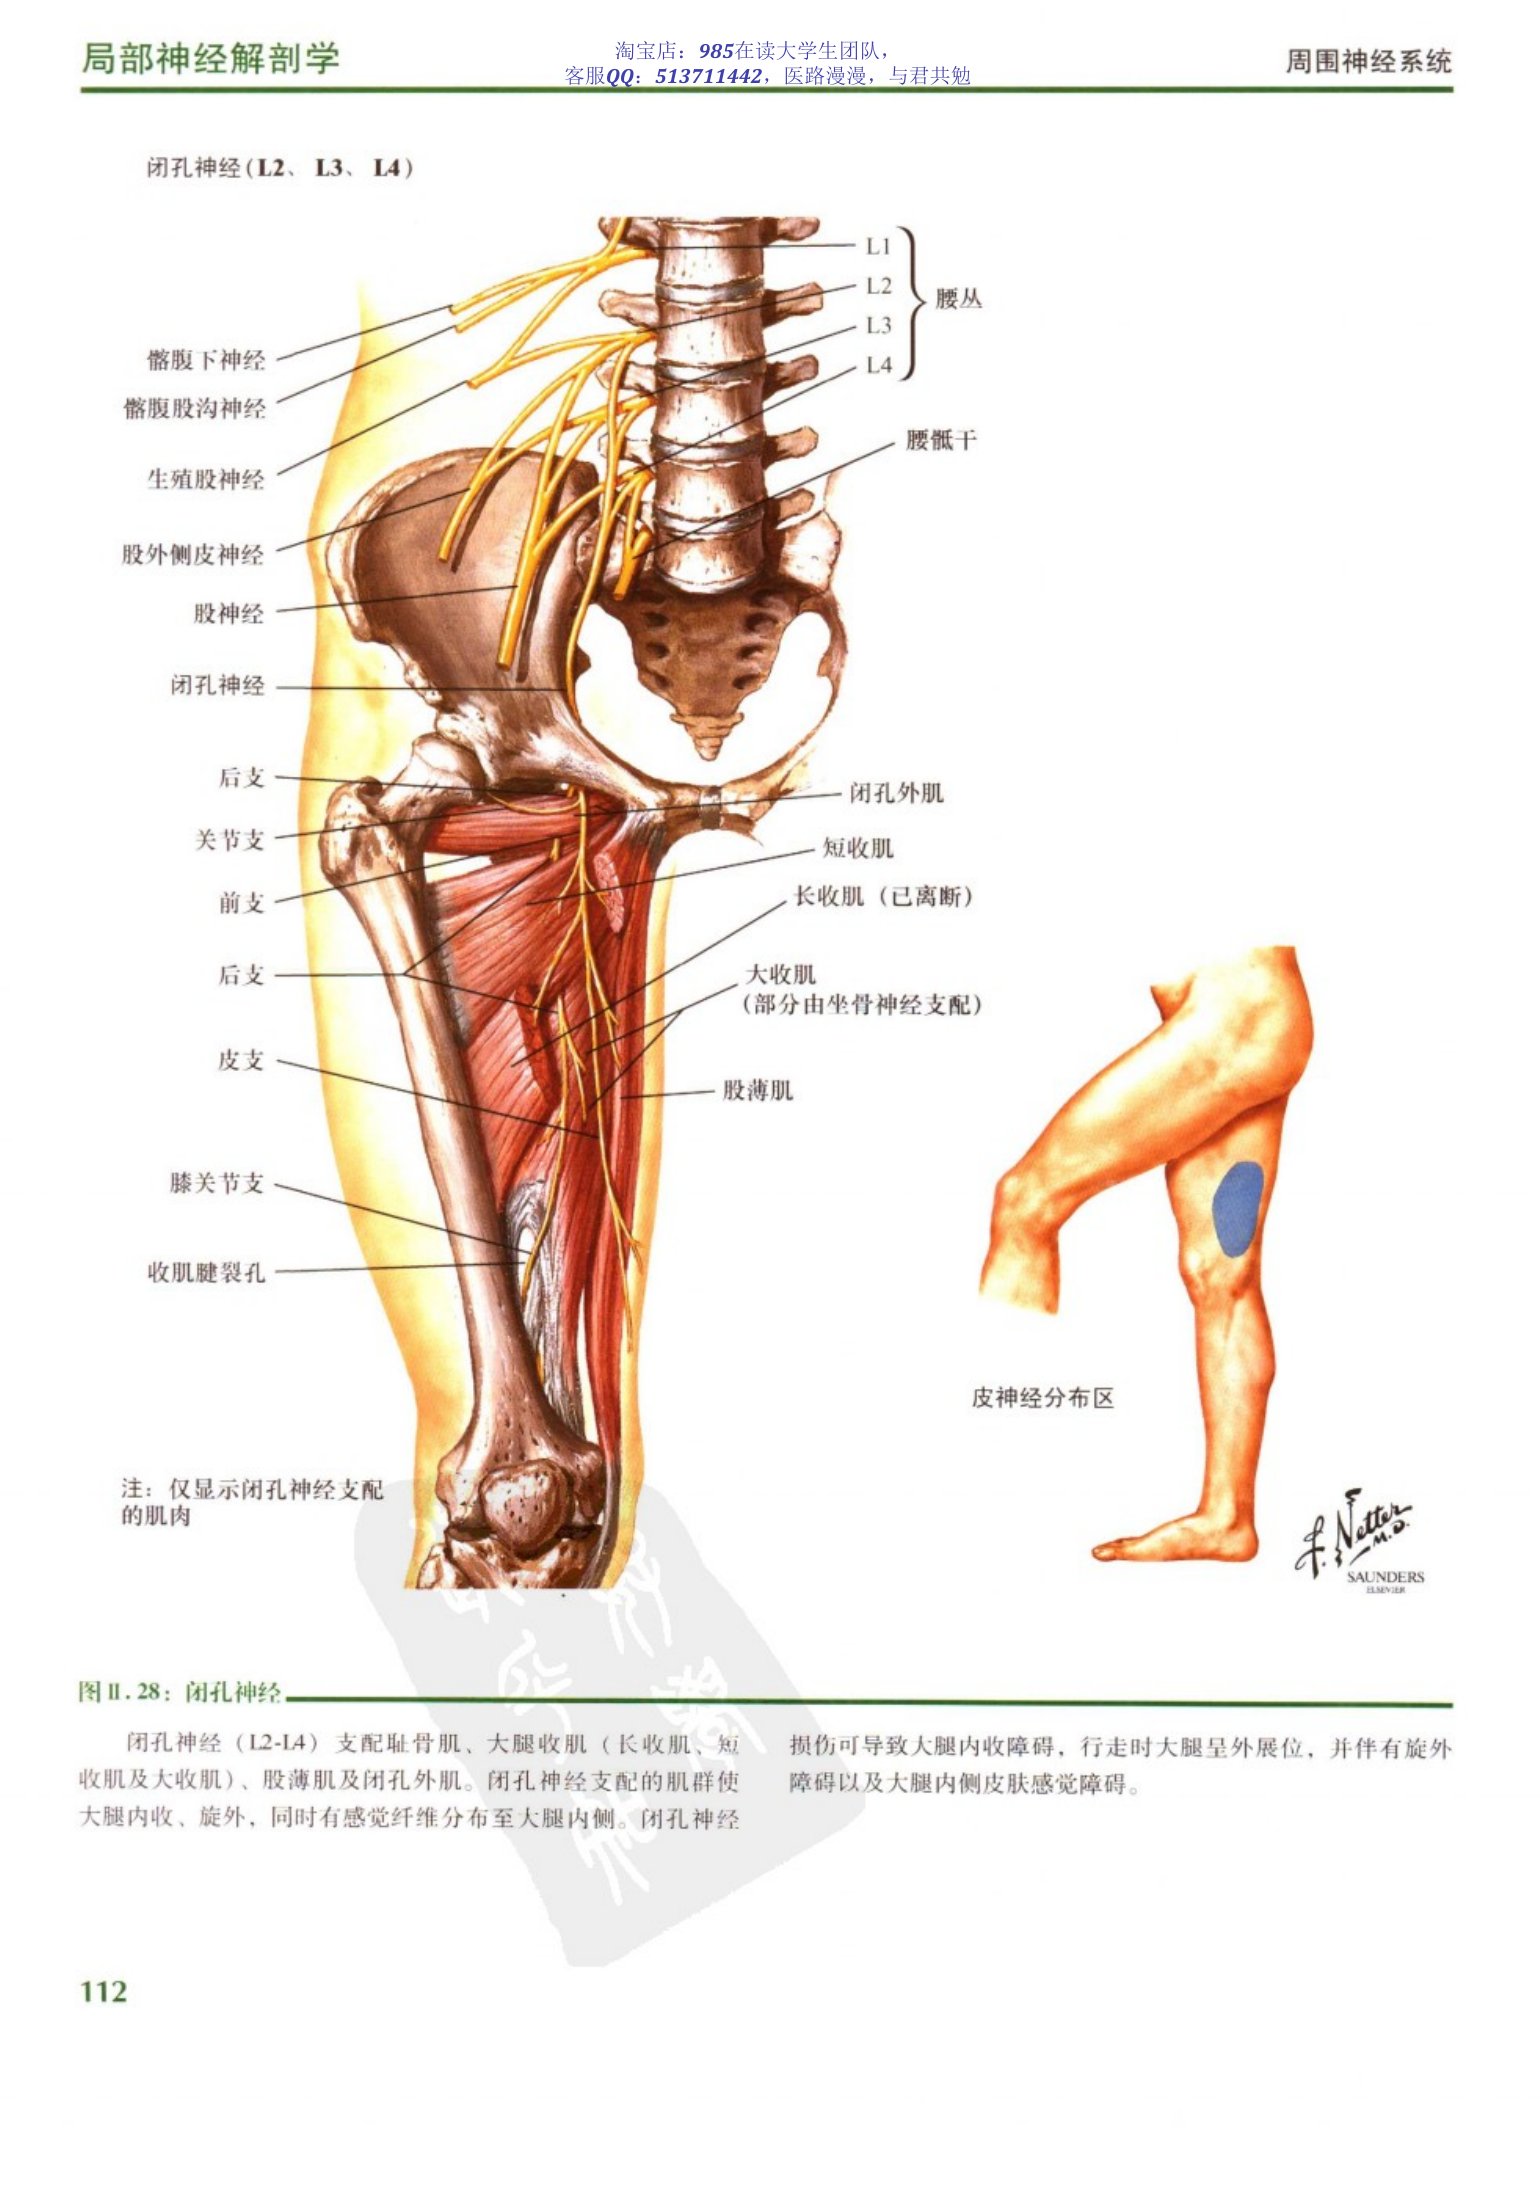 局部神经解剖学
淘宝店：985在读大学生团队，
客服QQ：513711442，医路漫漫，与君共勉
周围神经系统
闭孔神经(L2、L3、L4)
L1
L2
L3
L4
腰丛
腰骶干
髂腹下神经
髂腹股沟神经
生殖股神经
股外侧皮神经
股神经
闭孔神经
后支
关节支
前支
后支
皮支
膝关节支
收肌腱裂孔
闭孔外肌
短收肌
长收肌（已离断）
大收肌
(部分由坐骨神经支配)
股薄肌
皮神经分布区
注：仅显示闭孔神经支配
的肌肉
F. Netter
M.D.
SAUNDERS
ELSEVIER
图Ⅱ.28：闭孔神经
闭孔神经（L2-L4）支配耻骨肌、大腿收肌（长收肌、短
收肌及大收肌）、股薄肌及闭孔外肌。闭孔神经支配的肌群使
大腿内收、旋外，同时有感觉纤维分布至大腿内侧。闭孔神经
损伤可导致大腿内收障碍，行走时大腿呈外展位，并伴有旋外
障碍以及大腿内侧皮肤感觉障碍。
112